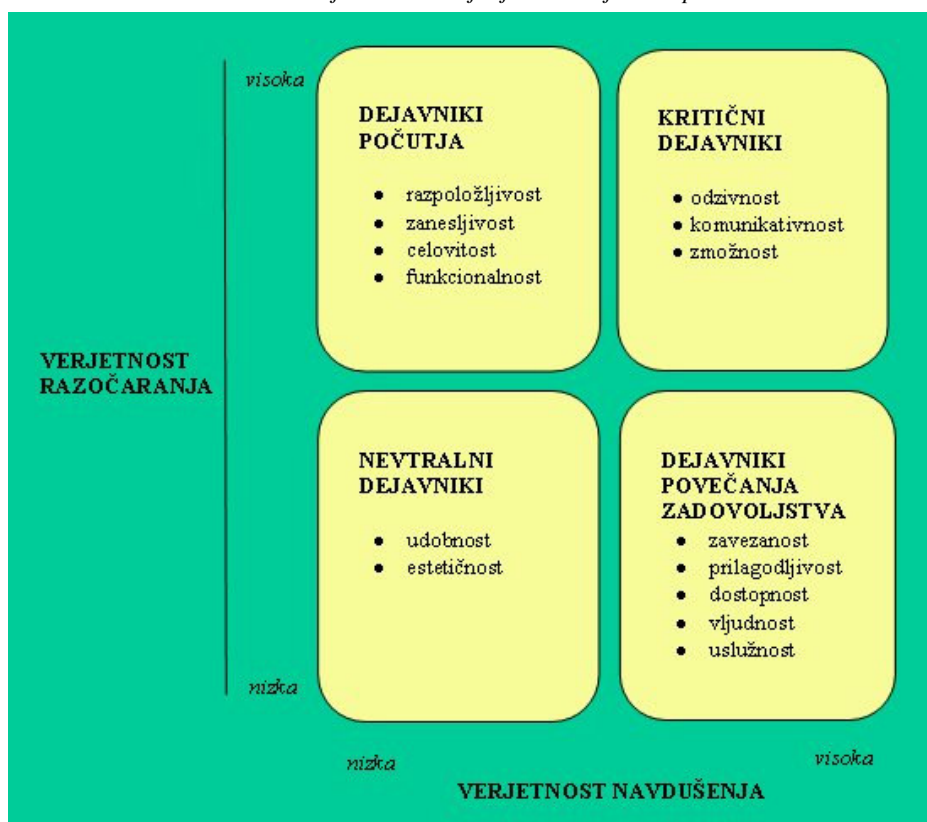 visoka
DEJAVNIKI
POČUTJA
● razpoložljivost
● zanesljivost
● celovitost
● funkcionalnost
KRITIČNI
DEJAVNIKI
● odzivnost
● komunikativnost
● zmožnost
VERJETNOST
RAZOČARANJA
NEVTRALNI
DEJAVNIKI
● udobnost
● estetičnost
DEJAVNIKI
POVEČANJA
ZADOVOLJSTVA
● zavezanost
● prilagodljivost
● dostopnost
● vljudnost
● uslužnost
nizka
nizka
visoka
VERJETNOST NAVDUŠENJA